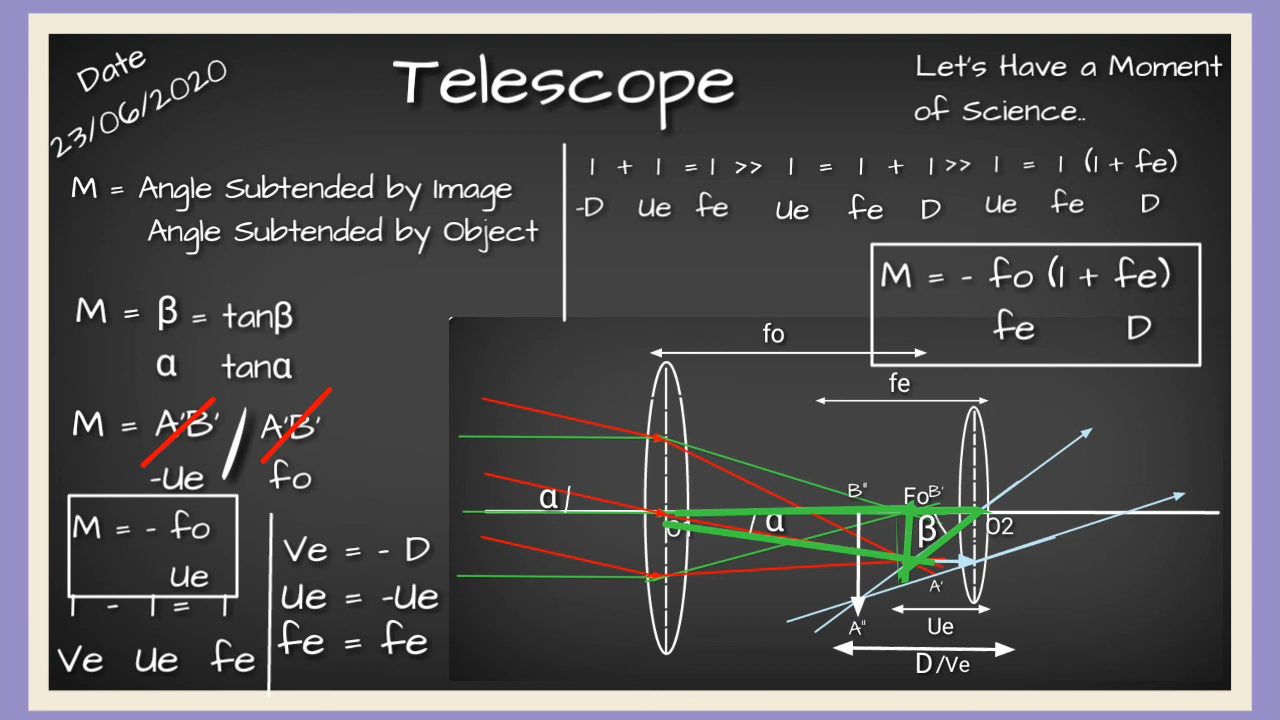 Date
23/06/2020
Telescope
Let's Have a Moment
of Science..
M = Angle Subtended by Image
Angle Subtended by Object
M = β = tanβ
α tanα
M = A'B' / A'B'
-Ue fo
M = - fo
Ue
1 - 1 = 1
Ve Ue fe
Ve = - D
Ue = -Ue
fe = fe
1 + 1 = 1 >> 1 = 1 + 1 >> 1 = 1 (1 + fe)
-D Ue fe Ue fe D Ue fe D
M = - fo (1 + fe)
fe D
fo
fe
B" Fo B'
α α β
O1 O2
A'
A" Ue
D/Ve